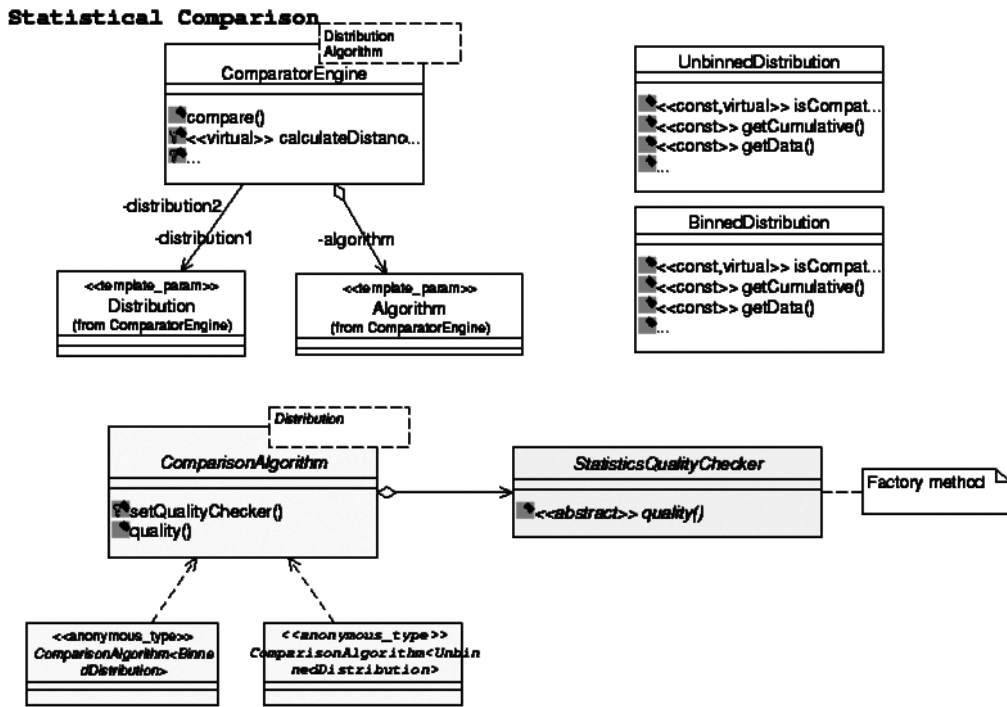 Statistical Comparison
Distribution
Algorithm
ComparatorEngine
compare()
<<virtual>> calculateDistanc...
...
-distribution2
-distribution1
-algorithm
<<template_param>>
Distribution
(from ComparatorEngine)
<<template_param>>
Algorithm
(from ComparatorEngine)
UnbinnedDistribution
<<const,virtual>> isCompat...
<<const>> getCumulative()
<<const>> getData()
...
BinnedDistribution
<<const,virtual>> isCompat...
<<const>> getCumulative()
<<const>> getData()
...
Distribution
ComparisonAlgorithm
setQualityChecker()
quality()
StatisticsQualityChecker
<<abstract>> quality()
Factory method
<<anonymous_type>>
ComparisonAlgorithm<Binne
dDistribution>
<<anonymous_type>>
ComparisonAlgorithm<Unbin
nedDistribution>